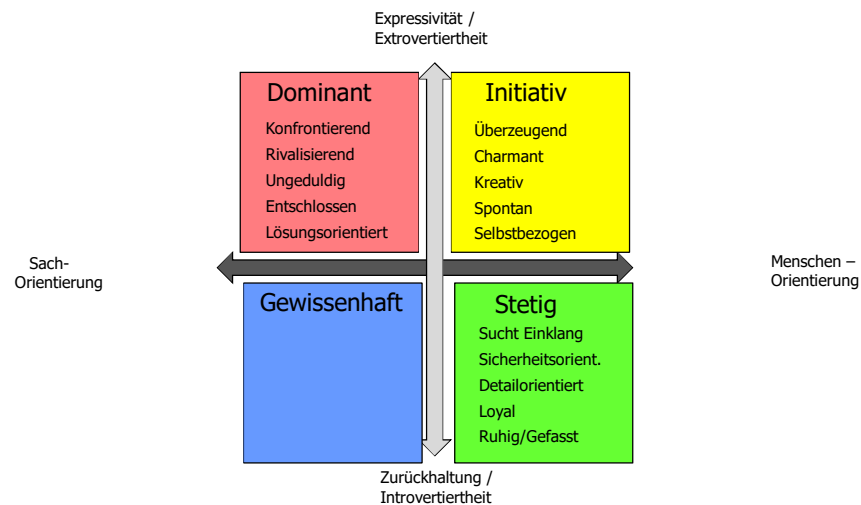 Expressivität /
Extrovertiertheit
Dominant
Konfrontierend
Rivalisierend
Ungeduldig
Entschlossen
Lösungsorientiert
Initiativ
Überzeugend
Charmant
Kreativ
Spontan
Selbstbezogen
Sach-
Orientierung
Menschen –
Orientierung
Gewissenhaft
Stetig
Sucht Einklang
Sicherheitsorient.
Detailorientiert
Loyal
Ruhig/Gefasst
Zurückhaltung /
Introvertiertheit